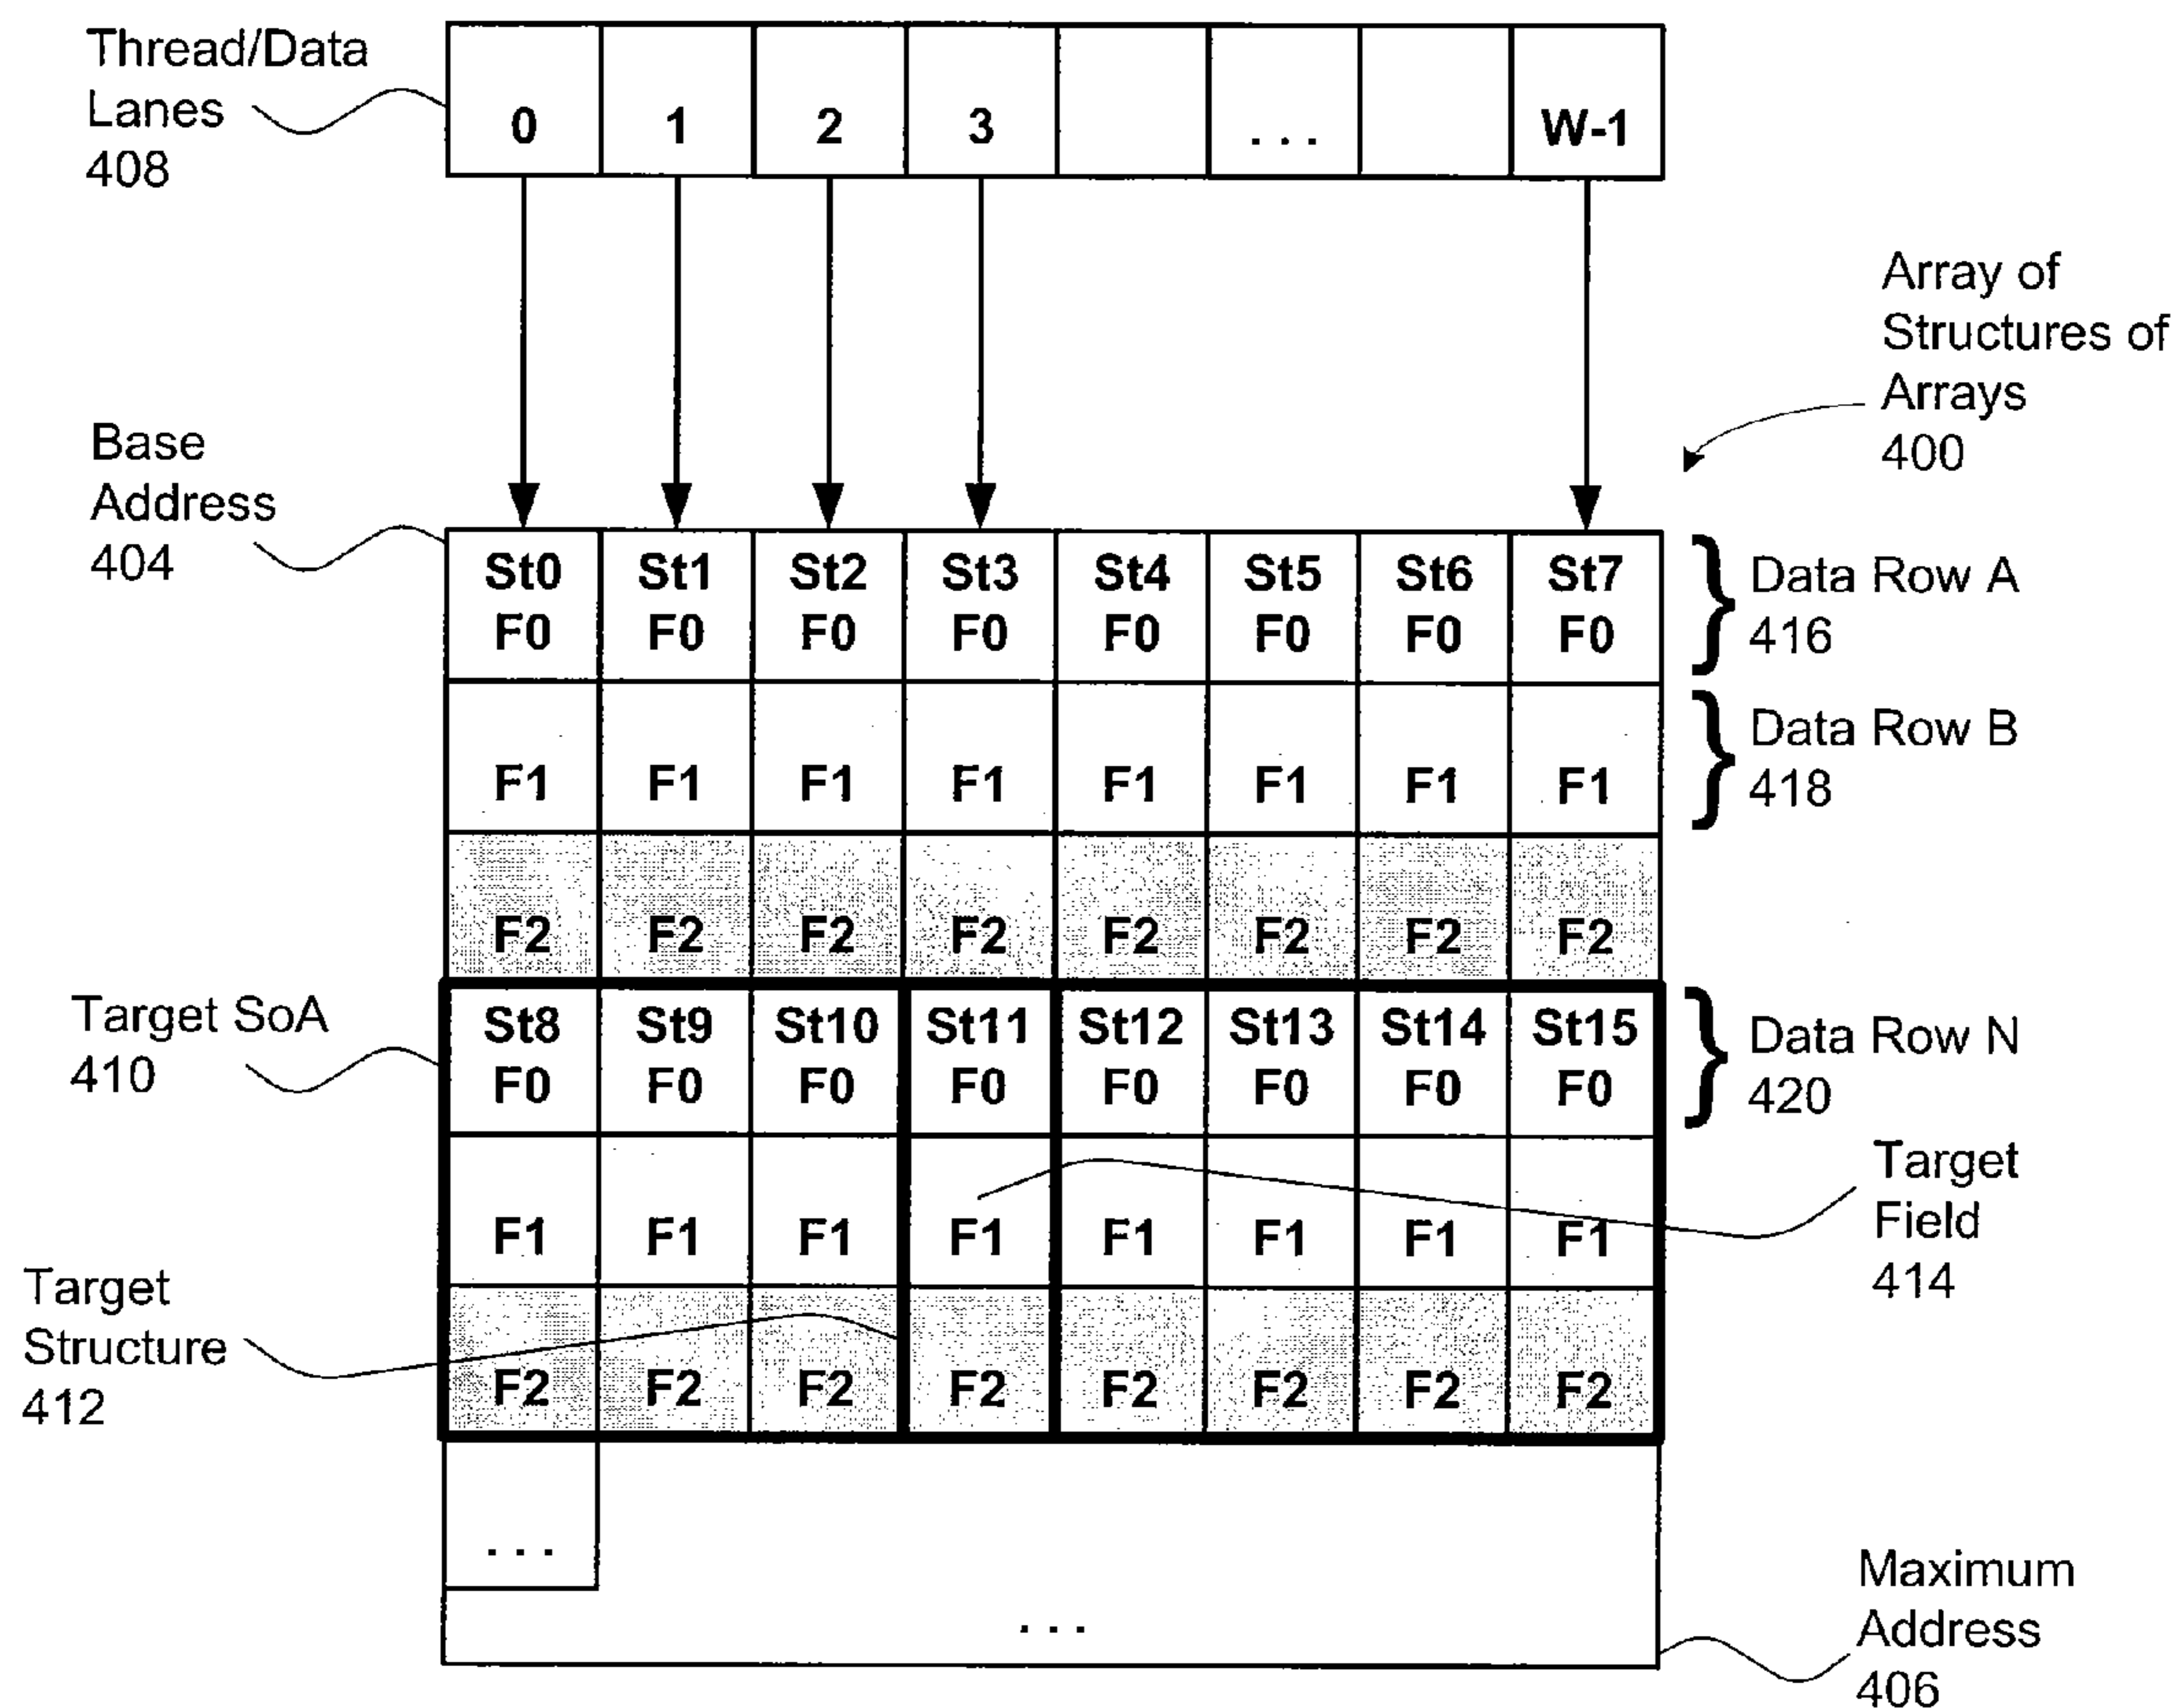 Thread/Data
Lanes
408
0 1 2 3 ... W-1
Array of
Structures of
Arrays
400
Base
Address
404
St0 St1 St2 St3 St4 St5 St6 St7
F0 F0 F0 F0 F0 F0 F0 F0
Data Row A
416
F1 F1 F1 F1 F1 F1 F1 F1
Data Row B
418
F2 F2 F2 F2 F2 F2 F2 F2
Target SoA
410
St8 St9 St10 St11 St12 St13 St14 St15
F0 F0 F0 F0 F0 F0 F0 F0
Data Row N
420
F1 F1 F1 F1 F1 F1 F1 F1
Target
Field
414
Target
Structure
412
F2 F2 F2 F2 F2 F2 F2 F2
...
...
Maximum
Address
406